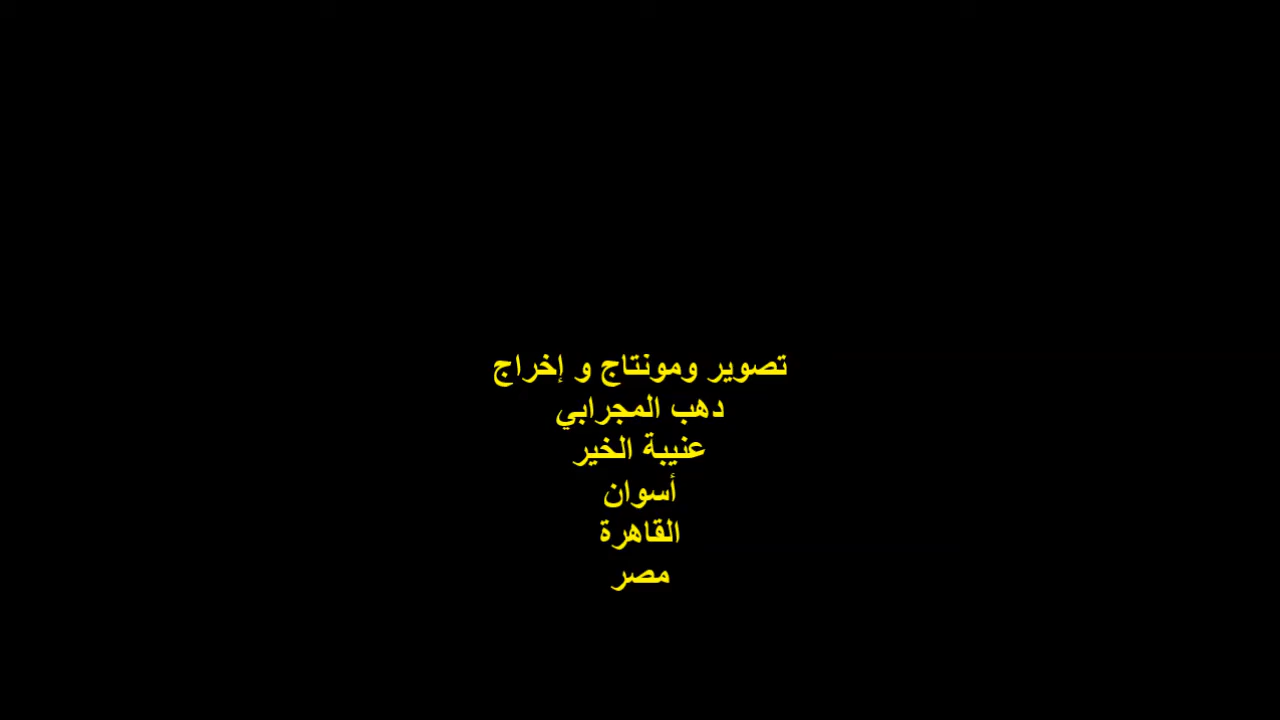 تصوير ومونتاج و إخراج
دهب المجرابي
عنيبة الخير
أسوان
القاهرة
مصر